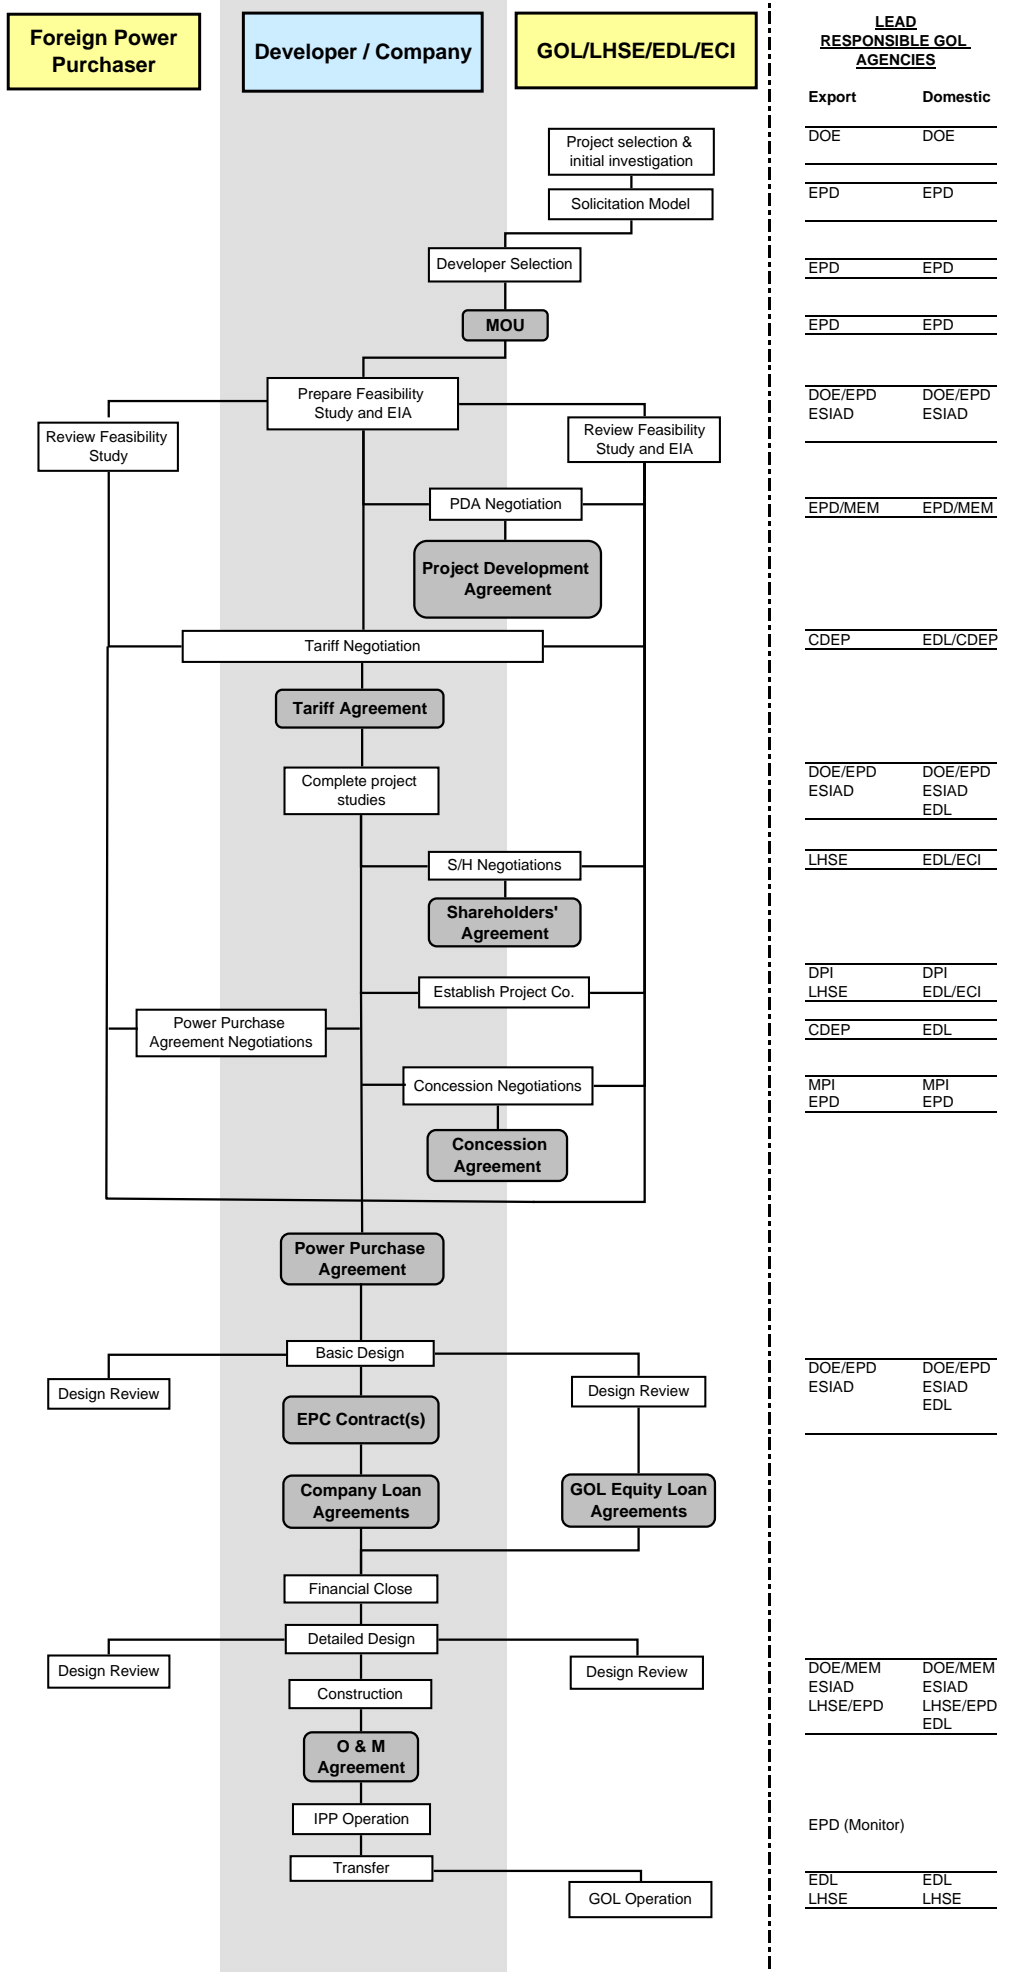 Foreign Power
Purchaser
Developer / Company
GOL/LHSE/EDL/ECI
LEAD
RESPONSIBLE GOL
AGENCIES
Export
Domestic
Project selection &
initial investigation
DOE
DOE
Solicitation Model
EPD
EPD
Developer Selection
EPD
EPD
MOU
EPD
EPD
Prepare Feasibility
Study and EIA
Review Feasibility
Study
Review Feasibility
Study and EIA
DOE/EPD
DOE/EPD
ESIAD
ESIAD
PDA Negotiation
EPD/MEM
EPD/MEM
Project Development
Agreement
Tariff Negotiation
CDEP
EDL/CDEP
Tariff Agreement
Complete project
studies
DOE/EPD
DOE/EPD
ESIAD
ESIAD
EDL
S/H Negotiations
LHSE
EDL/ECI
Shareholders'
Agreement
Establish Project Co.
DPI
DPI
LHSE
EDL/ECI
Power Purchase
Agreement Negotiations
CDEP
EDL
Concession Negotiations
MPI
MPI
EPD
EPD
Concession
Agreement
Power Purchase
Agreement
Basic Design
Design Review
Design Review
DOE/EPD
DOE/EPD
ESIAD
ESIAD
EDL
EPC Contract(s)
Company Loan
Agreements
GOL Equity Loan
Agreements
Financial Close
Detailed Design
Design Review
Design Review
DOE/MEM
DOE/MEM
ESIAD
ESIAD
LHSE/EPD
LHSE/EPD
EDL
Construction
O & M
Agreement
IPP Operation
EPD (Monitor)
Transfer
GOL Operation
EDL
EDL
LHSE
LHSE